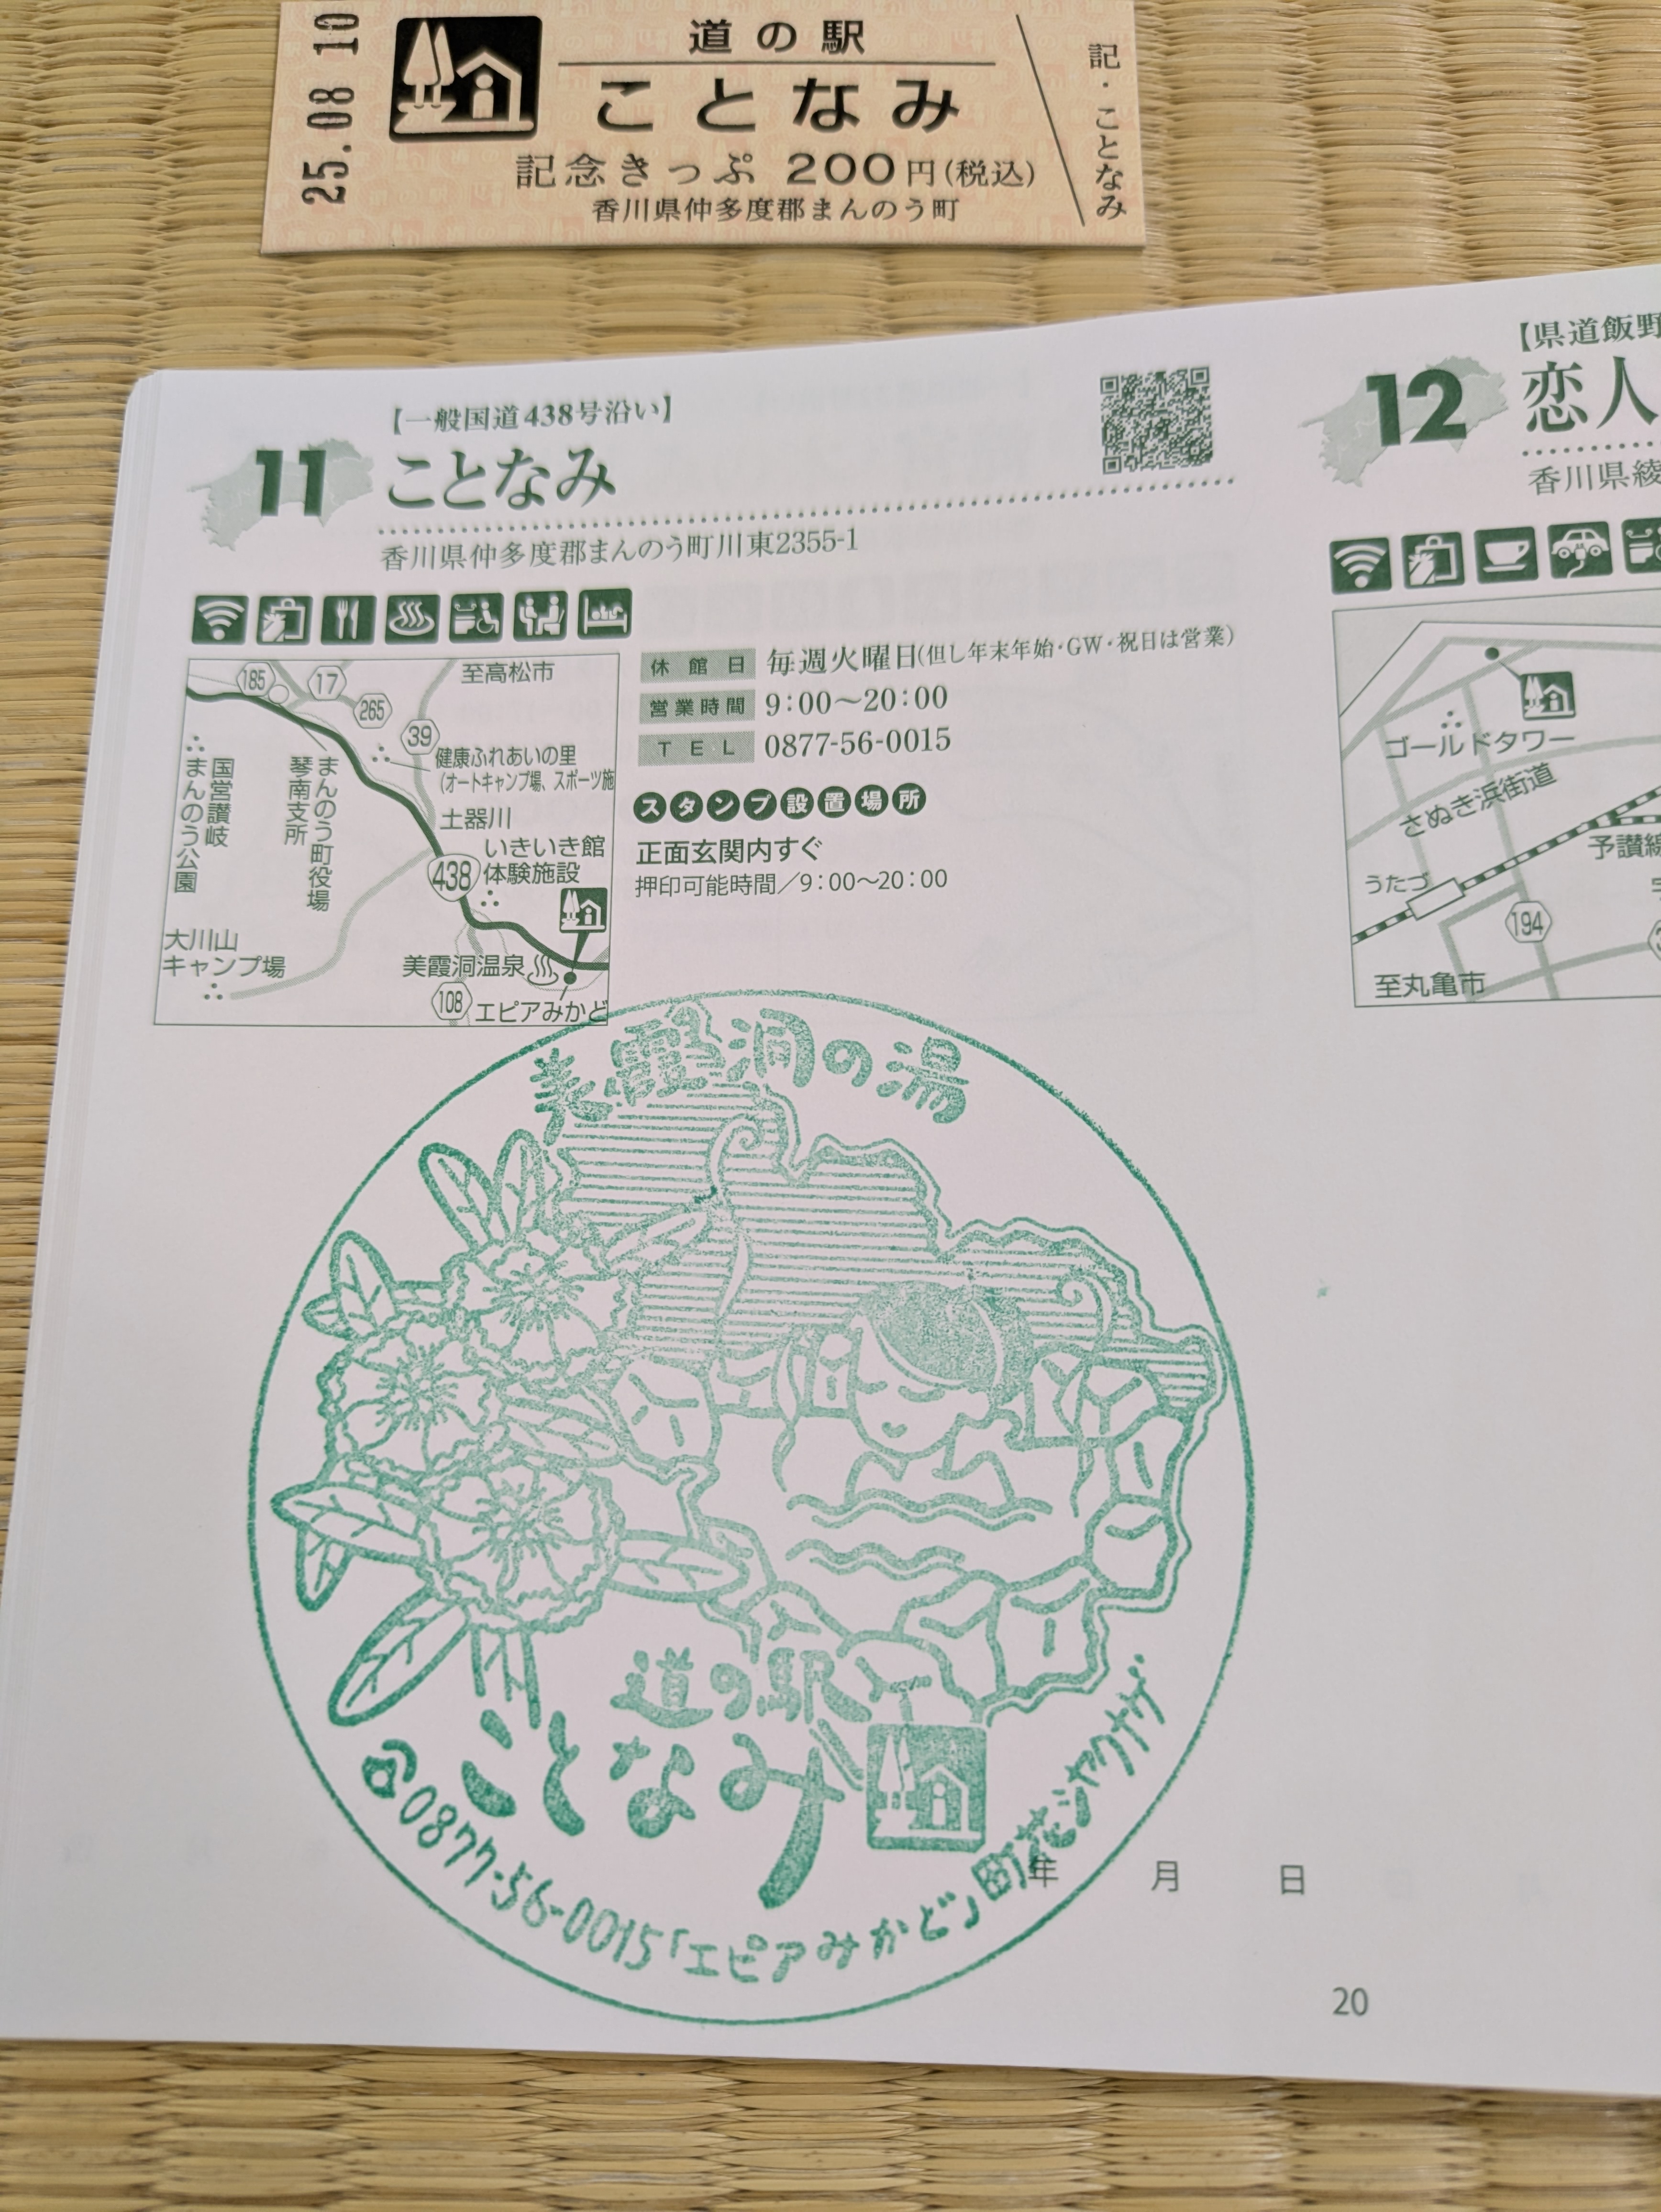 25.08 10
道の駅
ことなみ
記念きっぷ 200円(税込)
香川県仲多度郡まんのう町
記・ことなみ
【一般国道438号沿い】
11 ことなみ
香川県仲多度郡まんのう町川東2355-1
休館日 毎週火曜日(但し年末年始・GW・祝日は営業)
営業時間 9:00～20:00
TEL 0877-56-0015
スタンプ設置場所
正面玄関内すぐ
押印可能時間／9:00～20:00
185
17
265
39
至高松市
健康ふれあいの里
(オートキャンプ場、スポーツ施
国営讃岐
まんのう公園
まんのう町役場
琴南支所
土器川
いきいき館
体験施設
438
大川山
キャンプ場
美霞洞温泉
108
エピアみかど
美霞洞の湯
道の駅
ことなみ
☎0877-56-0015「エピアみかど」町花シャクナゲ
年 月 日
20
【県道飯野
12 恋人
香川県綾
ゴールドタワー
さぬき浜街道
予讃線
うたづ
194
至丸亀市